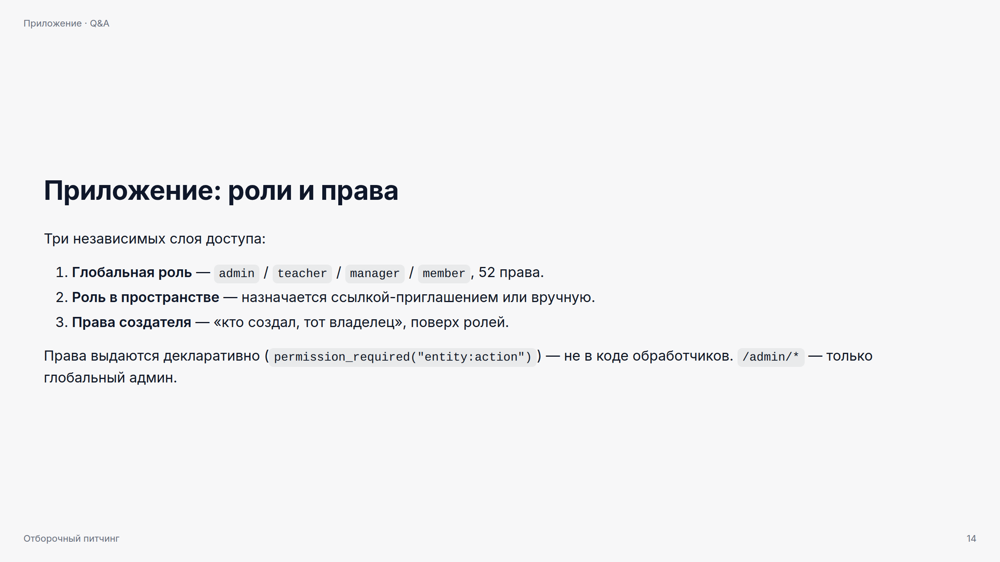 Приложение · Q&A
Приложение: роли и права
Три независимых слоя доступа:
1. Глобальная роль — admin / teacher / manager / member, 52 права.
2. Роль в пространстве — назначается ссылкой-приглашением или вручную.
3. Права создателя — «кто создал, тот владелец», поверх ролей.
Права выдаются декларативно (permission_required("entity:action")) — не в коде обработчиков. /admin/* — только
глобальный админ.
Отборочный питчинг
14